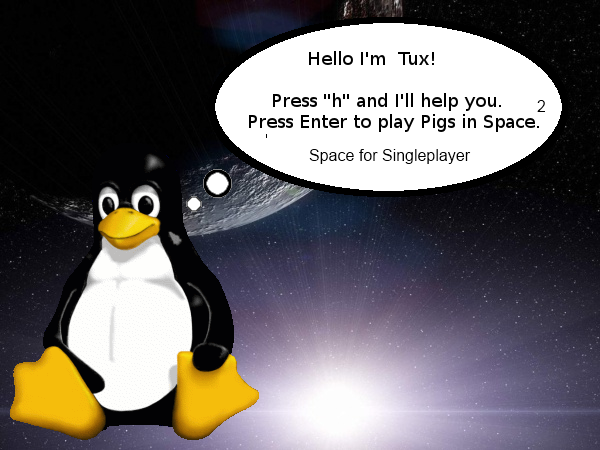 Hello I'm  Tux!
Press "h" and I'll help you.
2
Press Enter to play Pigs in Space.
'
Space for Singleplayer